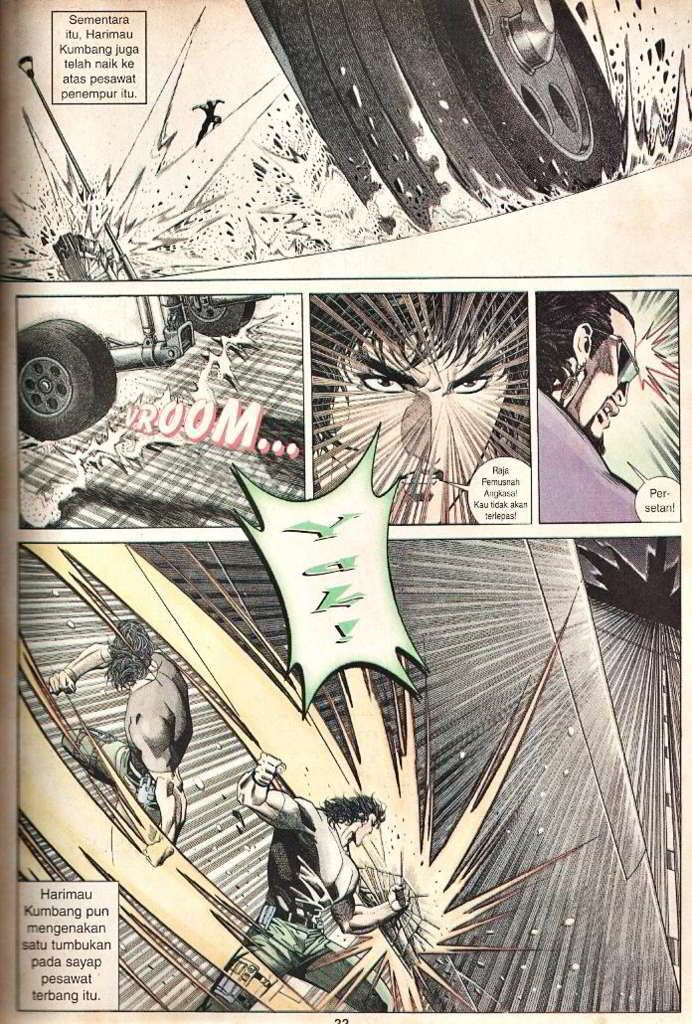 Sementara
itu, Harimau
Kumbang juga
telah naik ke
atas pesawat
penempur itu.
VROOM...
Raja
Pemusnah
Angkasa!
Kau tidak akan
terlepas!
Per-
setan!
YAK!
Harimau
Kumbang pun
mengenakan
satu tumbukan
pada sayap
pesawat
terbang itu.